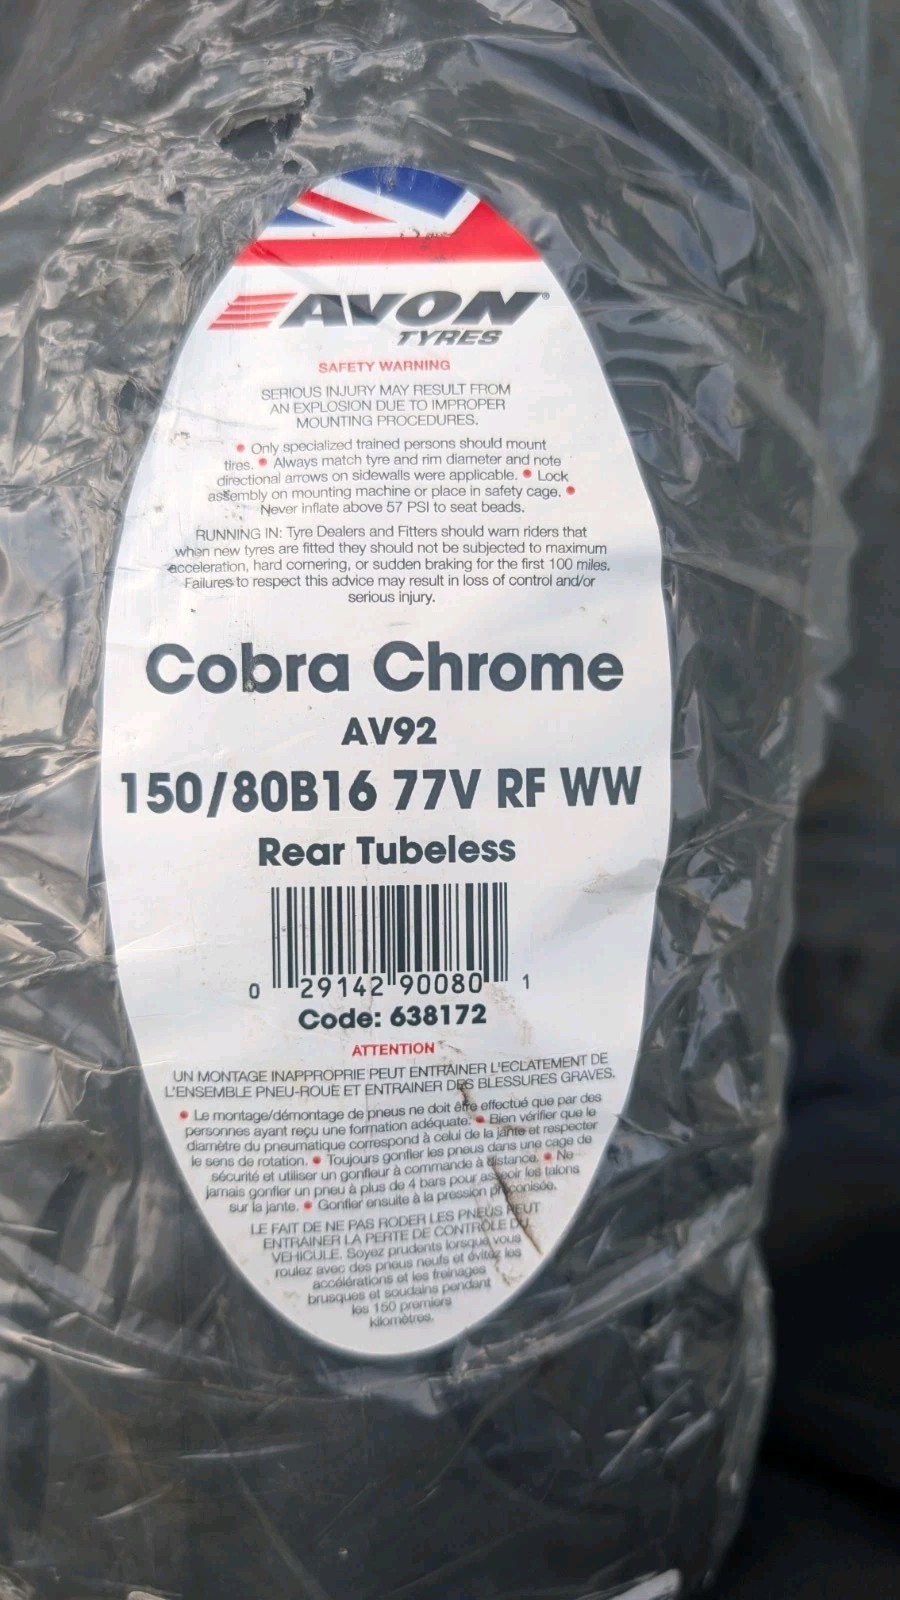 AVON
TYRES
SAFETY WARNING
SERIOUS INJURY MAY RESULT FROM
AN EXPLOSION DUE TO IMPROPER
MOUNTING PROCEDURES.
• Only specialized trained persons should mount
tires. • Always match tyre and rim diameter and note
directional arrows on sidewalls were applicable. • Lock
assembly on mounting machine or place in safety cage. •
Never inflate above 57 PSI to seat beads.
RUNNING IN: Tyre Dealers and Fitters should warn riders that
when new tyres are fitted they should not be subjected to maximum
acceleration, hard cornering, or sudden braking for the first 100 miles.
Failures to respect this advice may result in loss of control and/or
serious injury.
Cobra Chrome
AV92
150/80B16 77V RF WW
Rear Tubeless
0 29142 90080 1
Code: 638172
ATTENTION
UN MONTAGE INAPPROPRIE PEUT ENTRAINER L'ECLATEMENT DE
L'ENSEMBLE PNEU-ROUE ET ENTRAINER DES BLESSURES GRAVES.
• Le montage/démontage de pneus ne doit être effectué que par des
personnes ayant reçu une formation adéquate. • Bien vérifier que le
diamétre du pneumatique correspond à celui de la jante et respecter
le sens de rotation. • Toujours gonfler les pneus dans une cage de
sécurité et utiliser un gonfleur à commande à distance. • Ne
jamais gonfler un pneu à plus de 4 bars pour asseoir les talons
sur la jante. • Gonfler ensuite à la pression préconisée.
LE FAIT DE NE PAS RODER LES PNEUS PEUT
ENTRAINER LA PERTE DE CONTRÔLE DU
VEHICULE. Soyez prudents lorsque vous
roulez avec des pneus neufs et évitez les
accélérations et les freinages
brusques et soudains pendant
les 150 premiers
kilomètres.